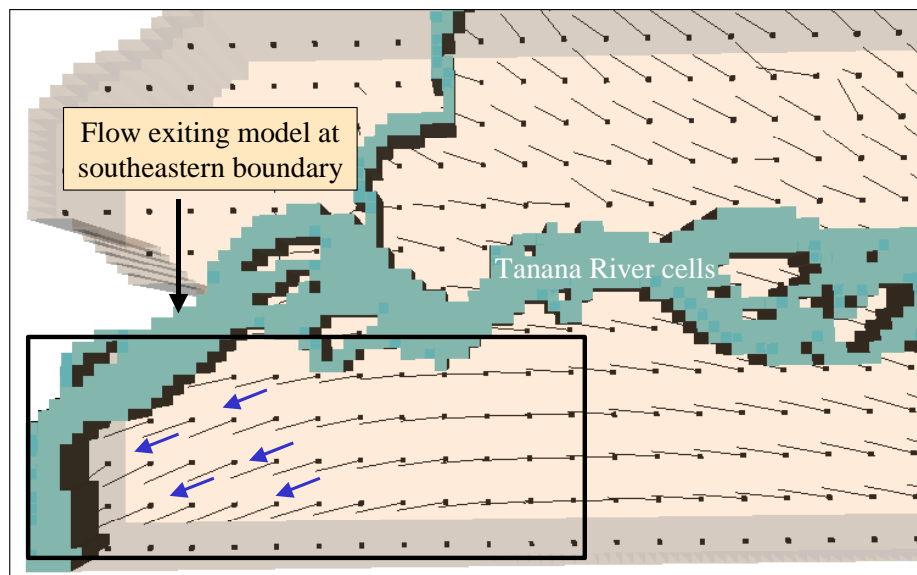 Flow exiting model at
southeastern boundary
Tanana River cells